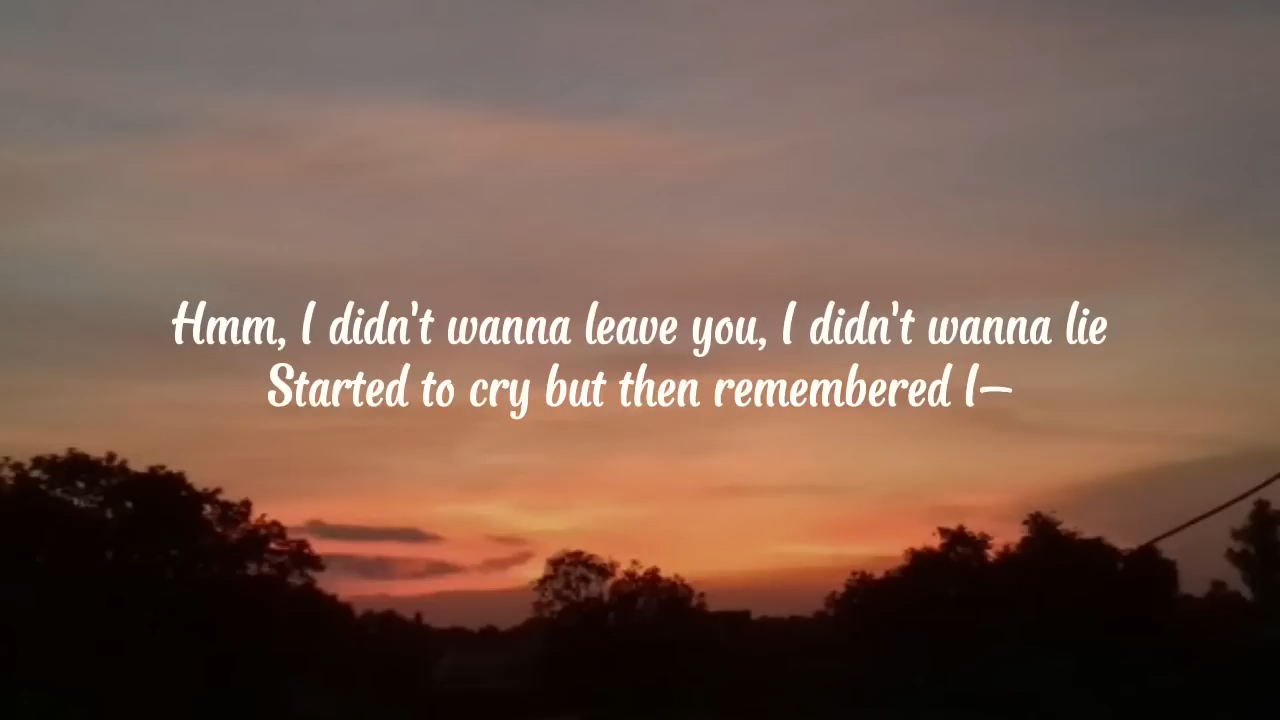 Hmm, I didn't wanna leave you, I didn't wanna lie
Started to cry but then remembered I–